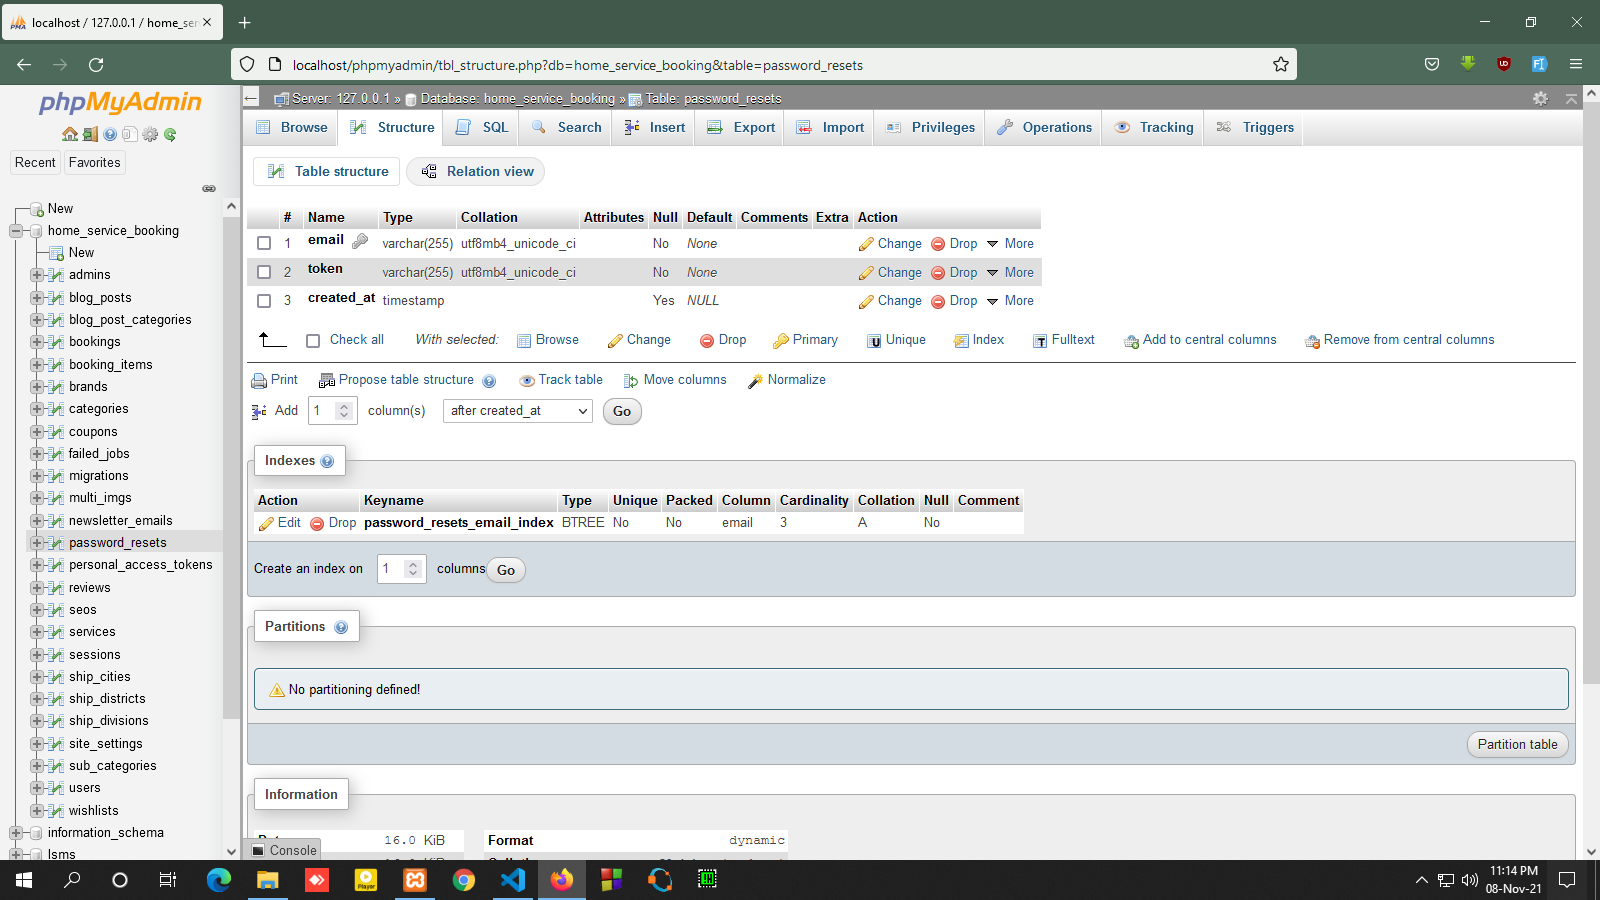 localhost / 127.0.0.1 / home_ser
localhost/phpmyadmin/tbl_structure.php?db=home_service_booking&table=password_resets
phpMyAdmin
Recent Favorites
New
home_service_booking
New
admins
blog_posts
blog_post_categories
bookings
booking_items
brands
categories
coupons
failed_jobs
migrations
multi_imgs
newsletter_emails
password_resets
personal_access_tokens
reviews
seos
services
sessions
ship_cities
ship_districts
ship_divisions
site_settings
sub_categories
users
wishlists
information_schema
lsms
Server: 127.0.0.1 » Database: home_service_booking » Table: password_resets
Browse Structure SQL Search Insert Export Import Privileges Operations Tracking Triggers
Table structure Relation view
# Name Type Collation Attributes Null Default Comments Extra Action
1 email varchar(255) utf8mb4_unicode_ci No None Change Drop More
2 token varchar(255) utf8mb4_unicode_ci No None Change Drop More
3 created_at timestamp Yes NULL Change Drop More
Check all With selected: Browse Change Drop Primary Unique Index Fulltext Add to central columns Remove from central columns
Print Propose table structure Track table Move columns Normalize
Add 1 column(s) after created_at Go
Indexes
Action Keyname Type Unique Packed Column Cardinality Collation Null Comment
Edit Drop password_resets_email_index BTREE No No email 3 A No
Create an index on 1 columns Go
Partitions
No partitioning defined!
Partition table
Information
16.0 KiB Format dynamic
Console
11:14 PM
08-Nov-21